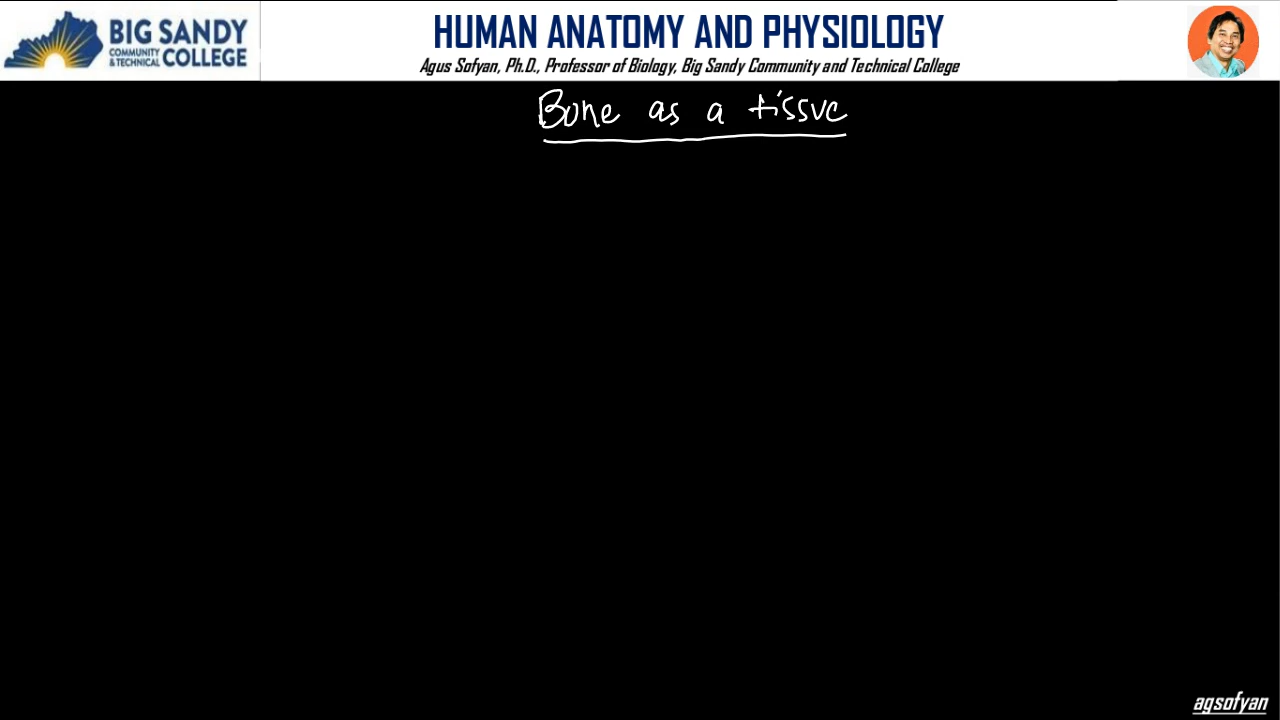 BIG SANDY
COMMUNITY
& TECHNICAL COLLEGE
HUMAN ANATOMY AND PHYSIOLOGY
Agus Sofyan, Ph.D., Professor of Biology, Big Sandy Community and Technical College
Bone as a tissue
agsofyan